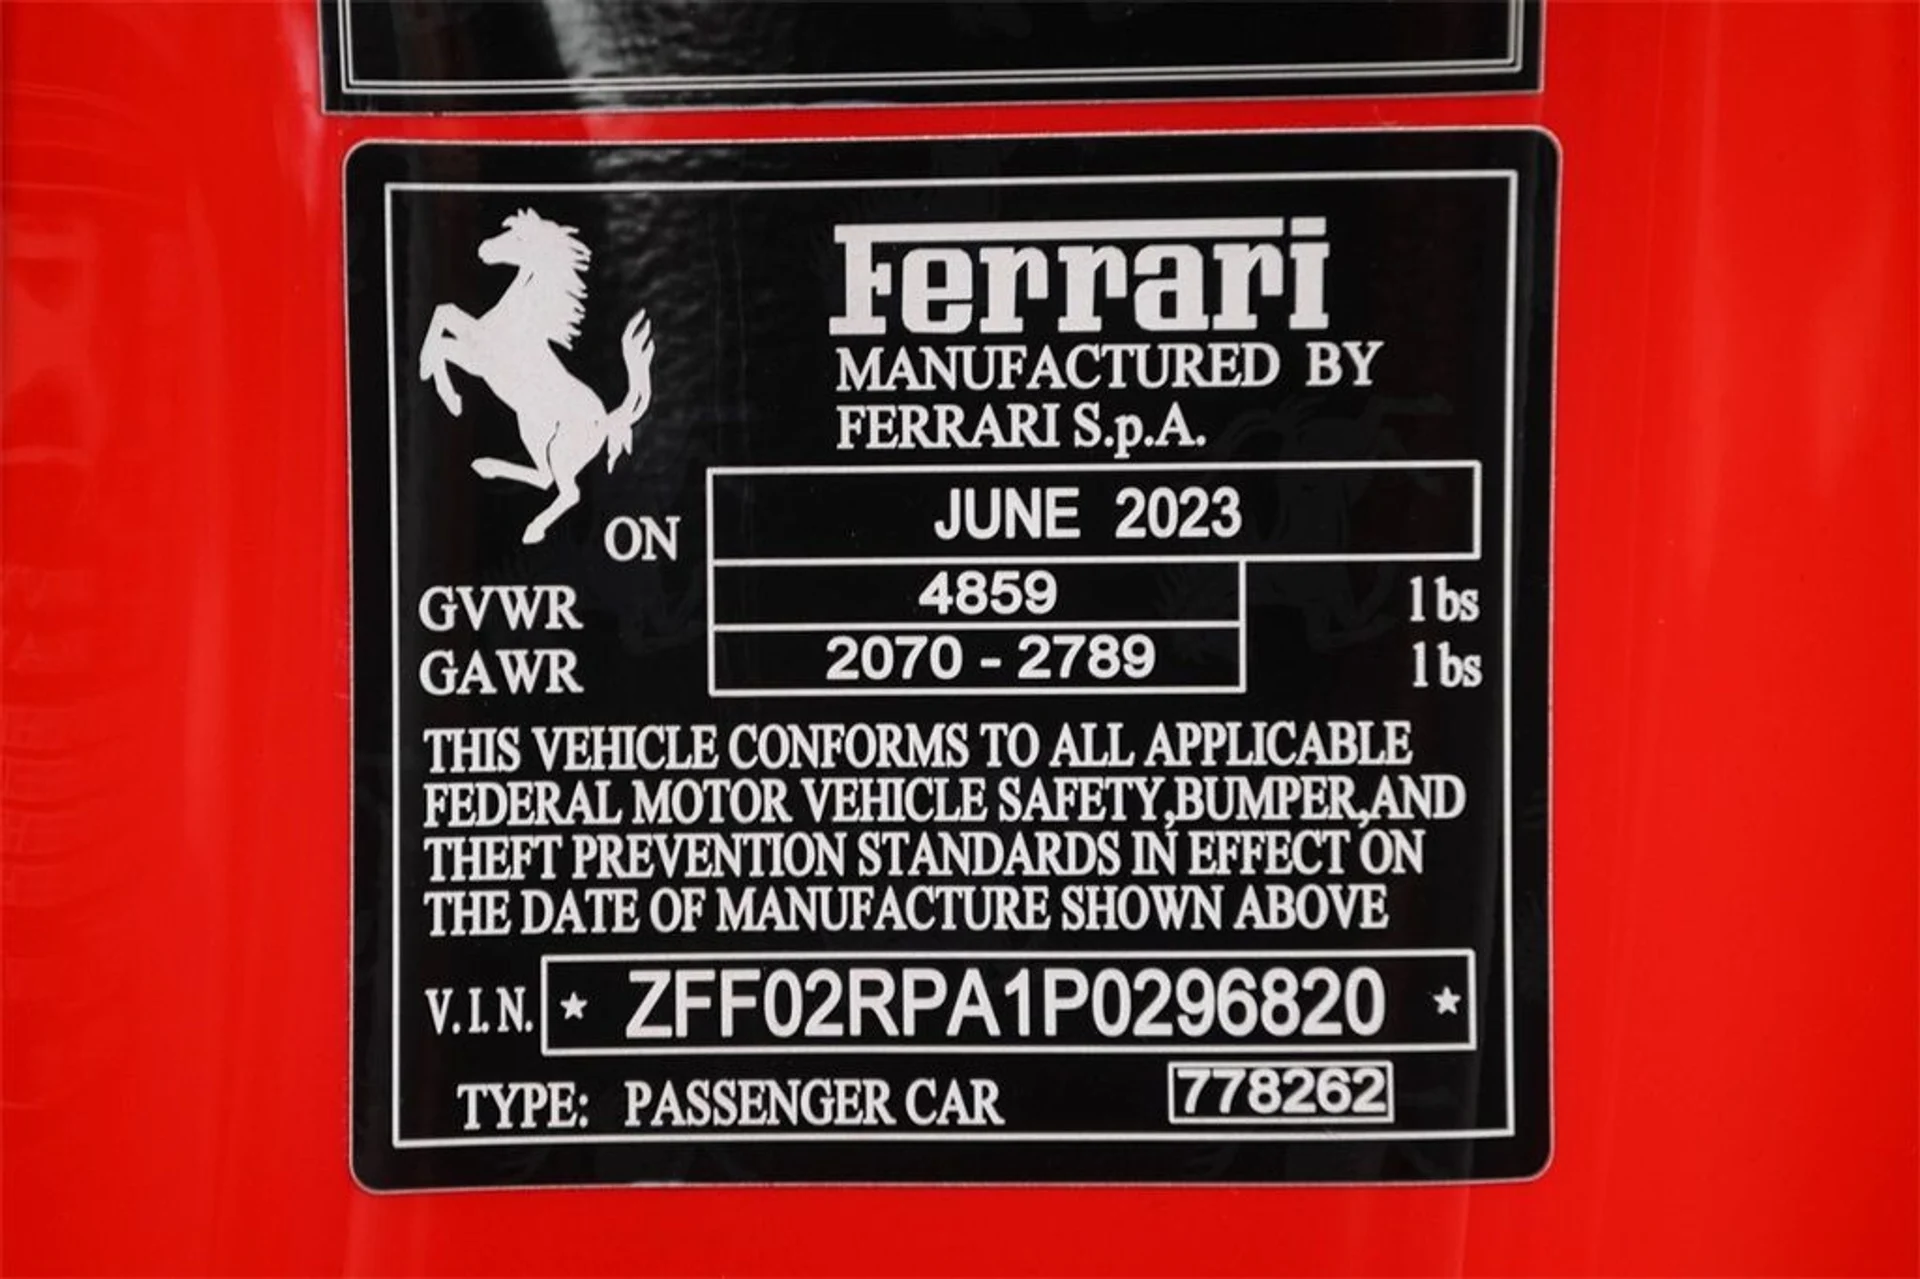 Ferrari
MANUFACTURED BY
FERRARI S.p.A.
ON JUNE 2023
GVWR 4859 lbs
GAWR 2070 - 2789 lbs
THIS VEHICLE CONFORMS TO ALL APPLICABLE
FEDERAL MOTOR VEHICLE SAFETY,BUMPER,AND
THEFT PREVENTION STANDARDS IN EFFECT ON
THE DATE OF MANUFACTURE SHOWN ABOVE
V.I.N. ★ ZFF02RPA1P0296820 ★
TYPE: PASSENGER CAR 778262